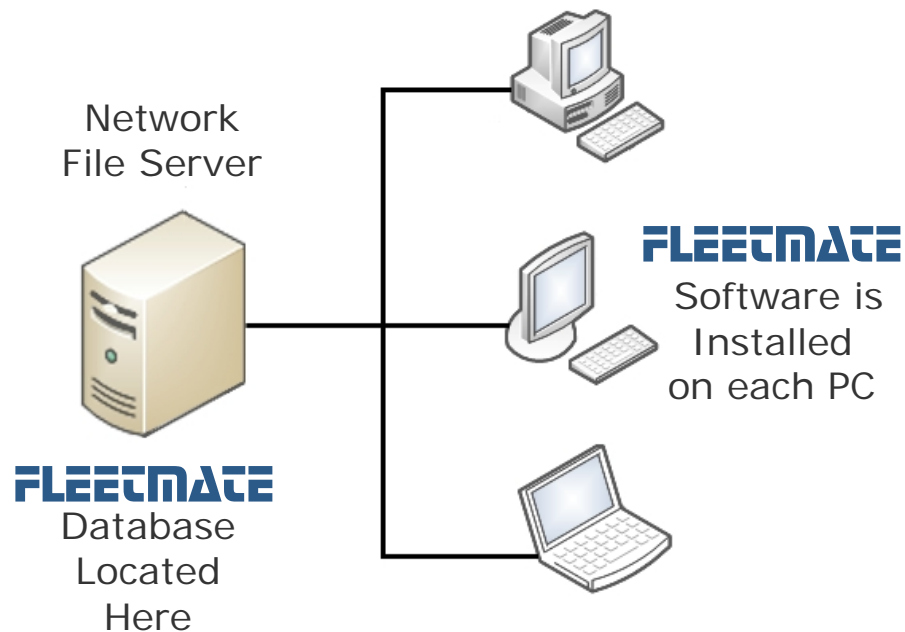 Network
File Server
FLEETMATE
Software is
Installed
on each PC
FLEETMATE
Database
Located
Here